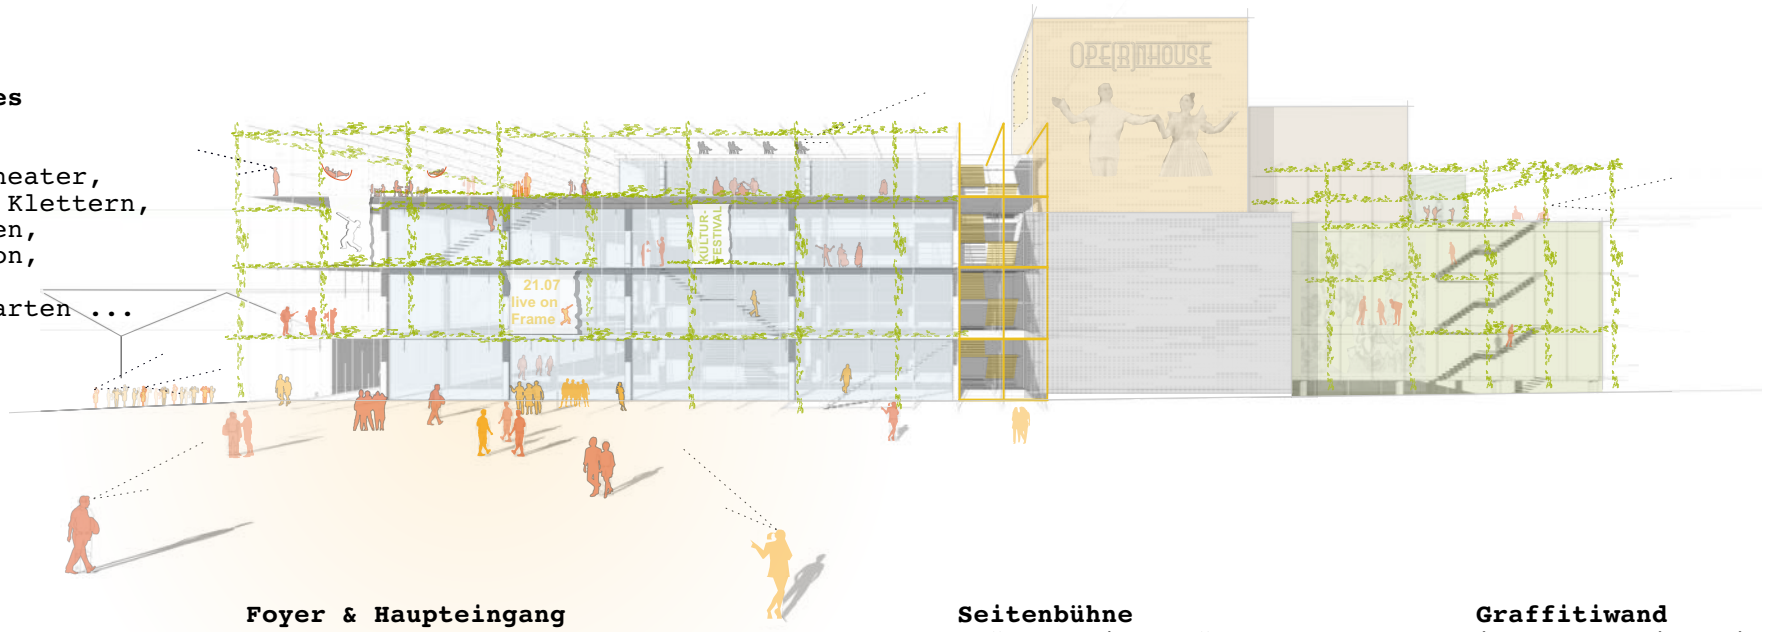 OPE(R)NHOUSE
es
heater,
Klettern,
en,
on,
arten ...
KULTUR-
FESTIVAL
21.07
live on
Frame
Foyer & Haupteingang
Seitenbühne
Graffitiwand